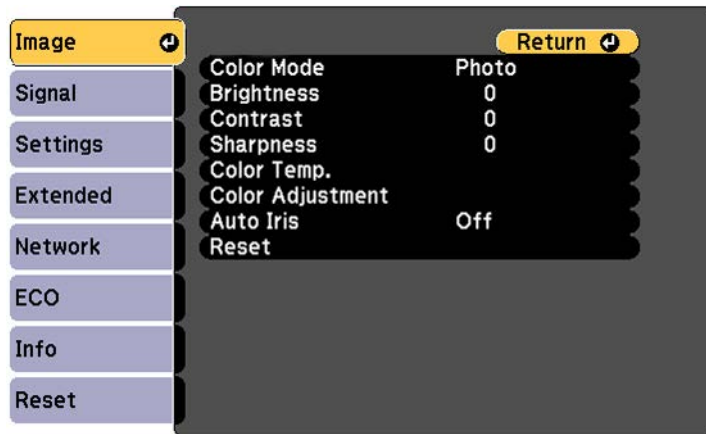 Image
Signal
Settings
Extended
Network
ECO
Info
Reset
Return
Color Mode Photo
Brightness 0
Contrast 0
Sharpness 0
Color Temp.
Color Adjustment
Auto Iris Off
Reset